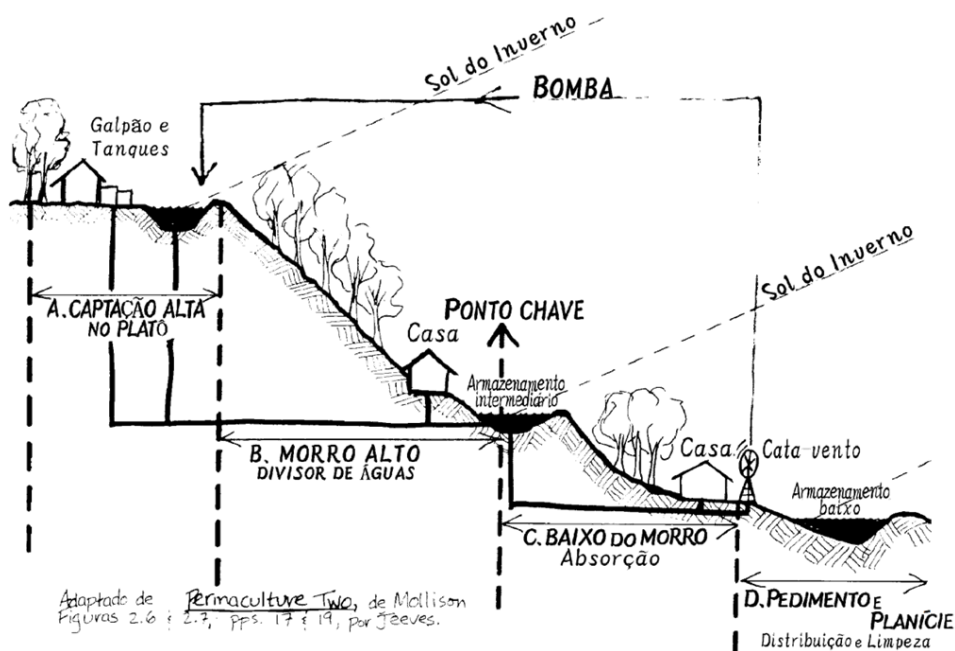 Sol do Inverno
BOMBA
Galpão e
Tanques
Sol do Inverno
A. CAPTAÇÃO ALTA
NO PLATÔ
PONTO CHAVE
Casa
Armazenamento
intermediário
B. MORRO ALTO
DIVISOR DE ÁGUAS
Casa
Cata-vento
Armazenamento
baixo
C. BAIXO DO MORRO
Absorção
D. PEDIMENTO E
PLANÍCIE
Distribuição e Limpeza
Adaptado de Permaculture Two, de Mollison
Figuras 2.6 & 2.7, pps. 17 & 19, por Jeeves.